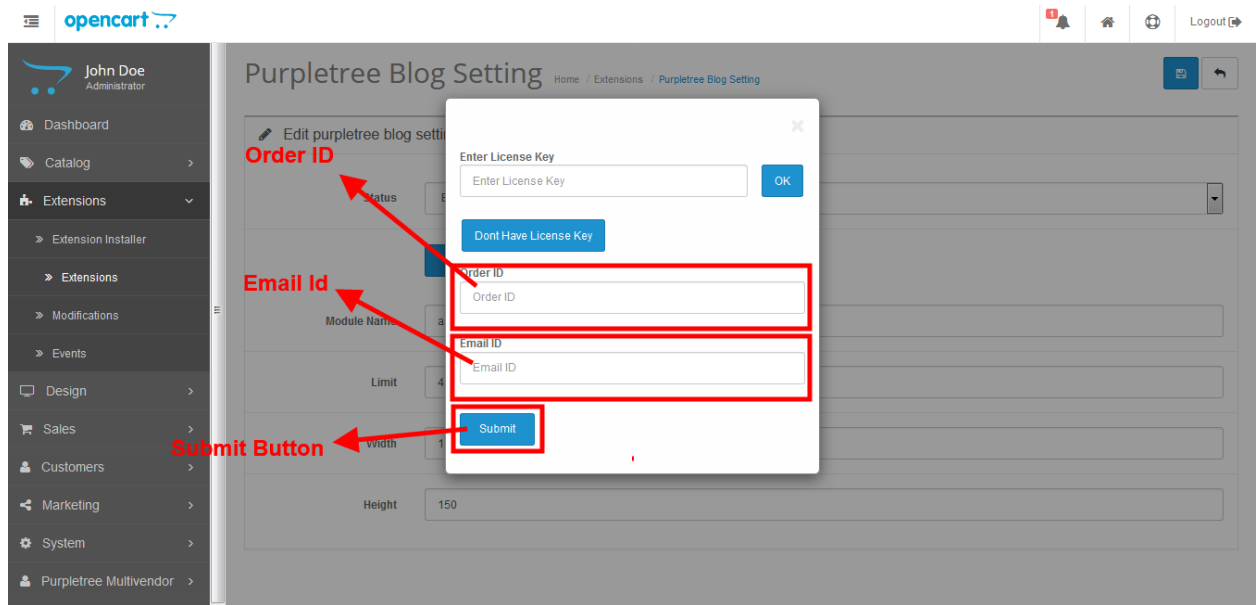 opencart
1
Logout
John Doe
Administrator
Dashboard
Catalog
Extensions
Extension Installer
Extensions
Modifications
Events
Design
Sales
Customers
Marketing
System
Purpletree Multivendor
Purpletree Blog Setting
Home / Extensions / Purpletree Blog Setting
Edit purpletree blog setti
Order ID
Status
E
Email Id
Module Name
a
Limit
4
Width
1
Submit Button
Height
150
Enter License Key
Enter License Key
OK
Dont Have License Key
Order ID
Order ID
Email ID
Email ID
Submit